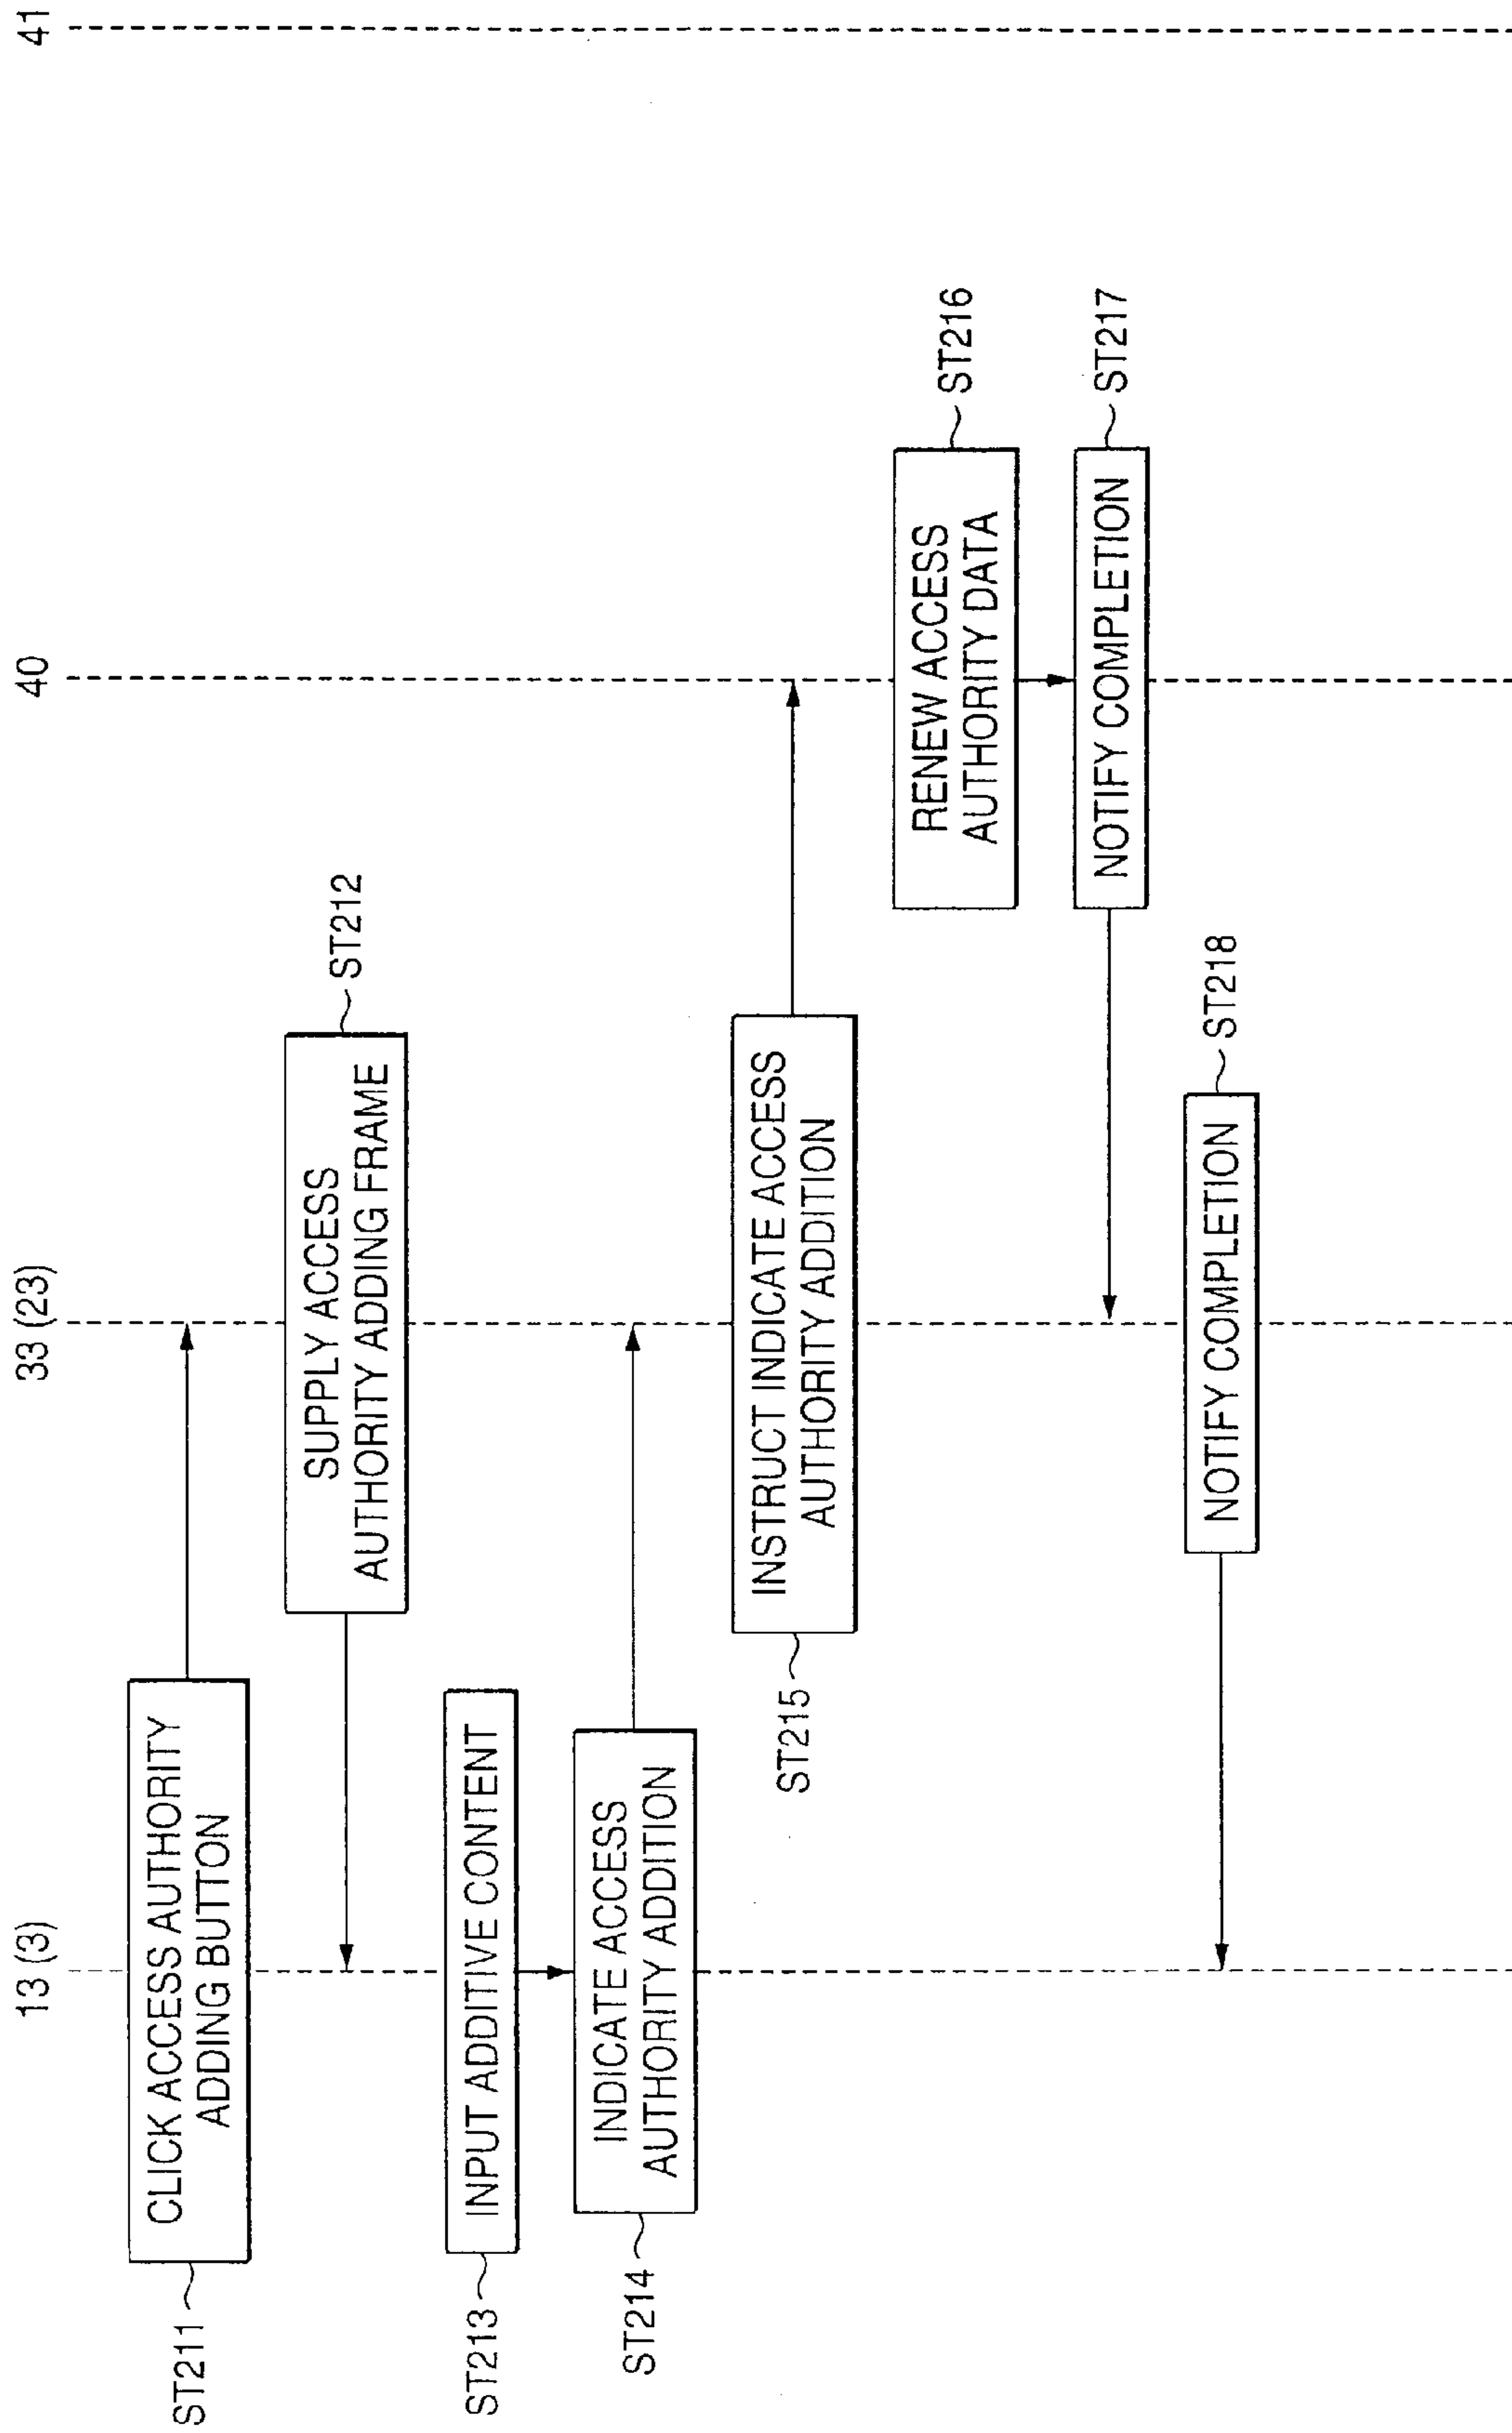 13 (3)
33 (23)
40
41
ST211
CLICK ACCESS AUTHORITY
ADDING BUTTON
SUPPLY ACCESS
AUTHORITY ADDING FRAME
ST212
ST213
INPUT ADDITIVE CONTENT
ST214
INDICATE ACCESS
AUTHORITY ADDITION
ST215
INSTRUCT INDICATE ACCESS
AUTHORITY ADDITION
RENEW ACCESS
AUTHORITY DATA
ST216
NOTIFY COMPLETION
ST217
NOTIFY COMPLETION
ST218